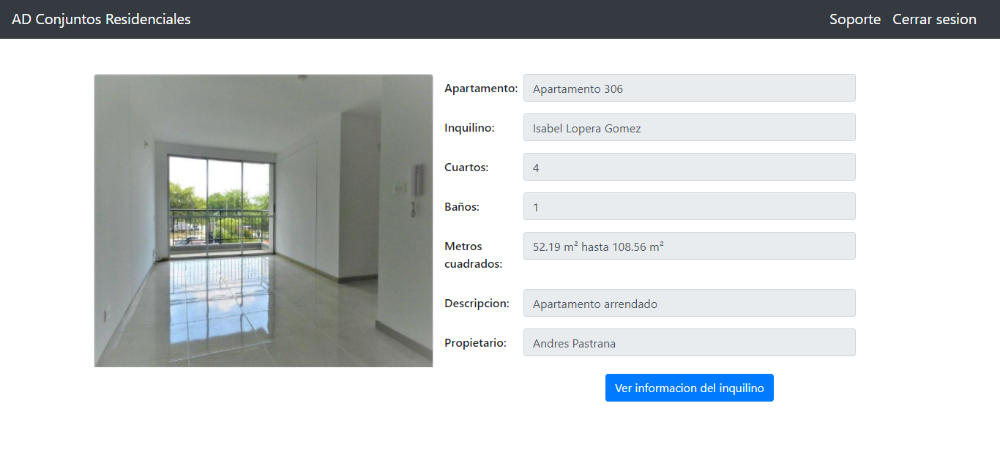 AD Conjuntos Residenciales
Soporte Cerrar sesion
Apartamento: Apartamento 306
Inquilino: Isabel Lopera Gomez
Cuartos: 4
Baños: 1
Metros cuadrados: 52.19 m² hasta 108.56 m²
Descripcion: Apartamento arrendado
Propietario: Andres Pastrana
Ver informacion del inquilino